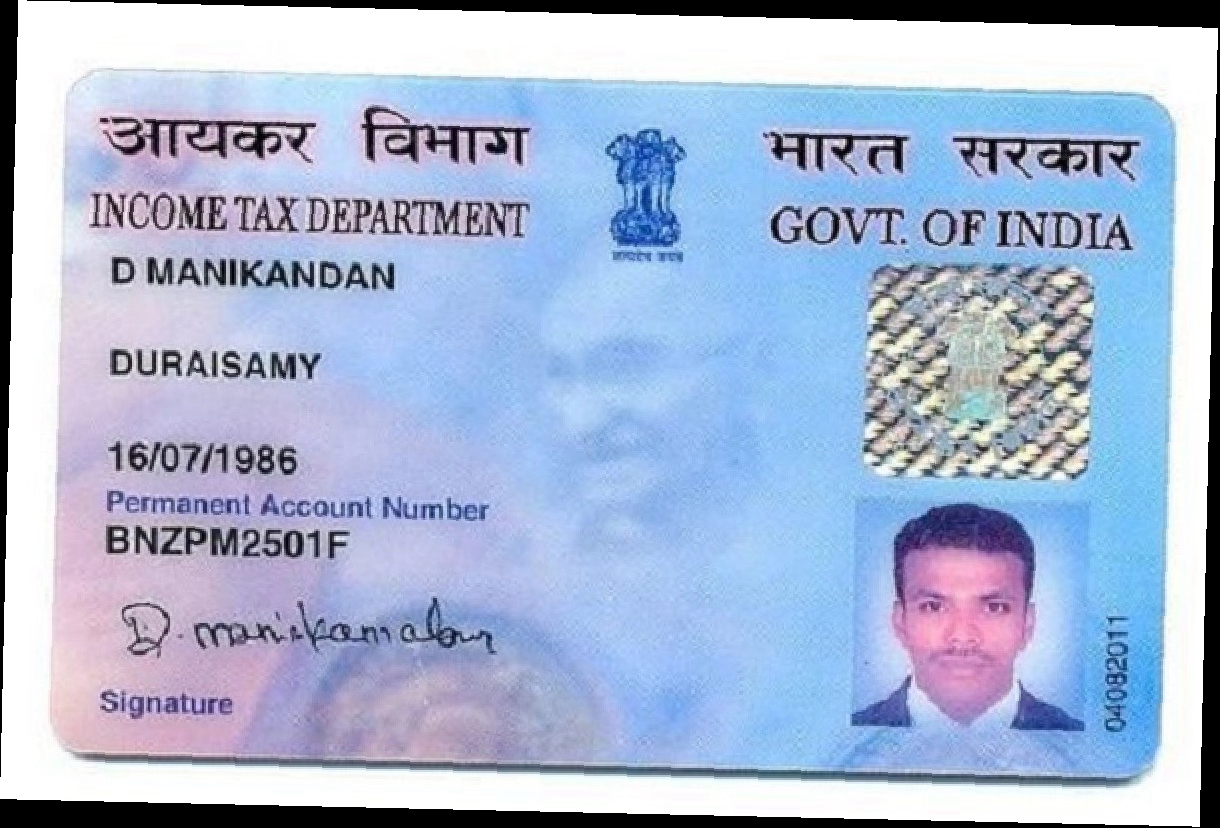 आयकर विभाग
INCOME TAX DEPARTMENT
भारत सरकार
GOVT. OF INDIA
सत्यमेव जयते
D MANIKANDAN
DURAISAMY
16/07/1986
Permanent Account Number
BNZPM2501F
D. manikandan
Signature
04082011